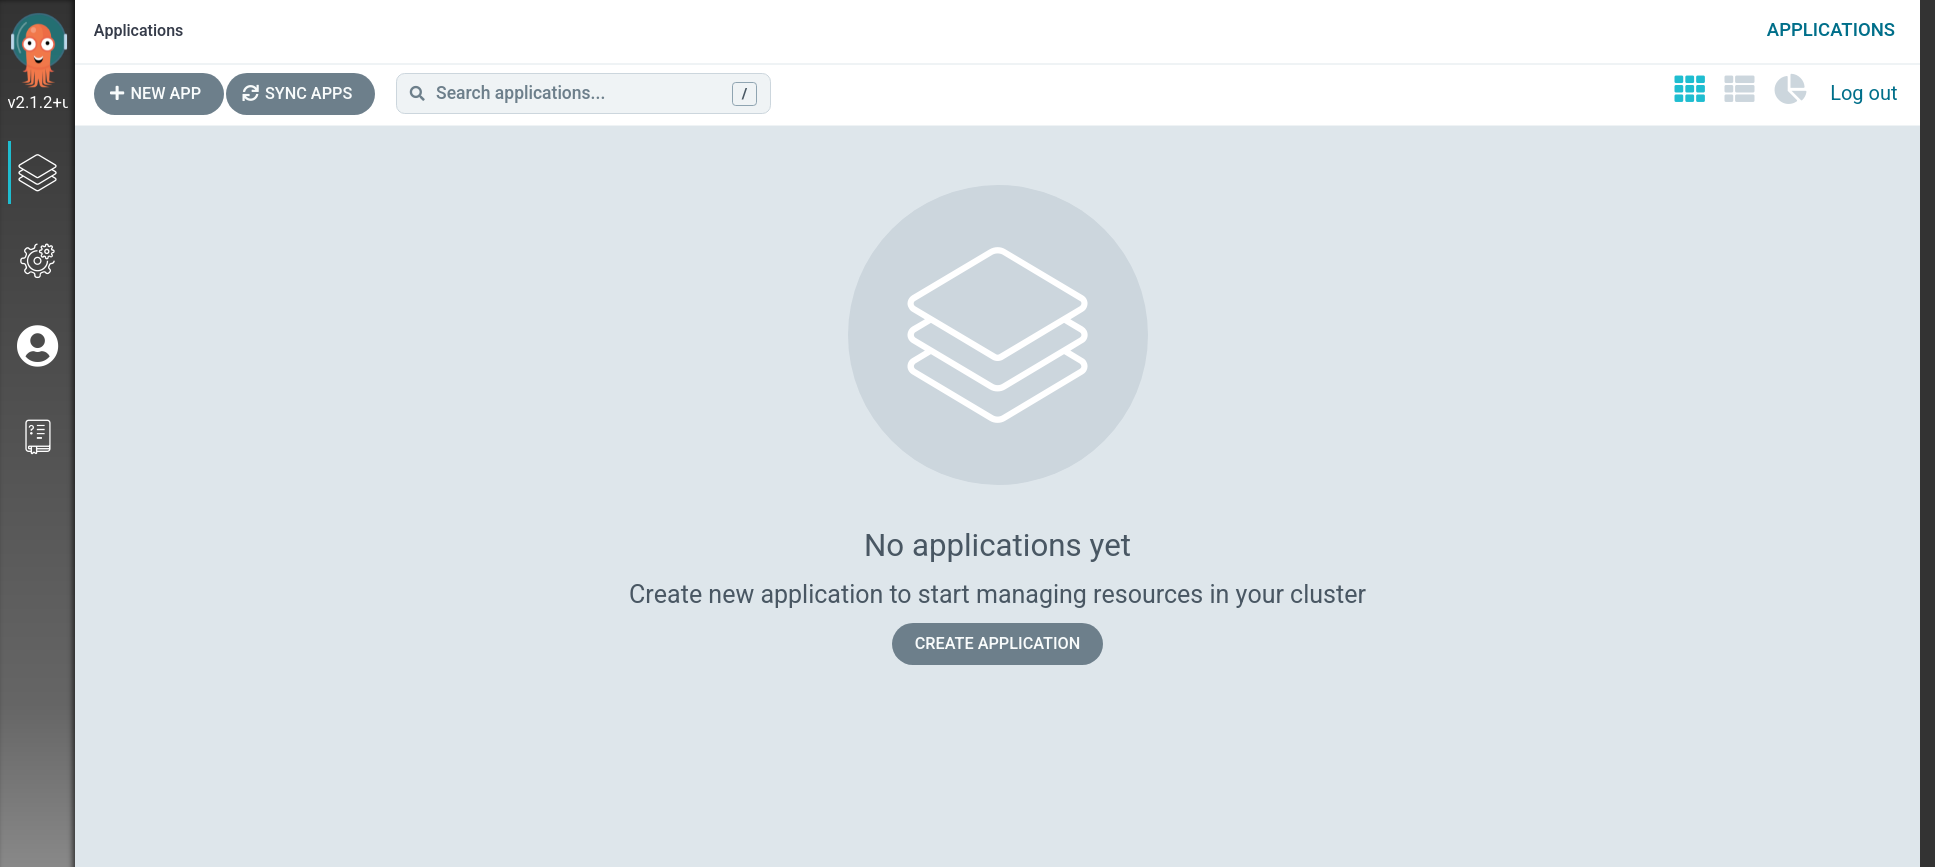 Applications
APPLICATIONS
v2.1.2+u
NEW APP
SYNC APPS
Search applications...
/
Log out
No applications yet
Create new application to start managing resources in your cluster
CREATE APPLICATION